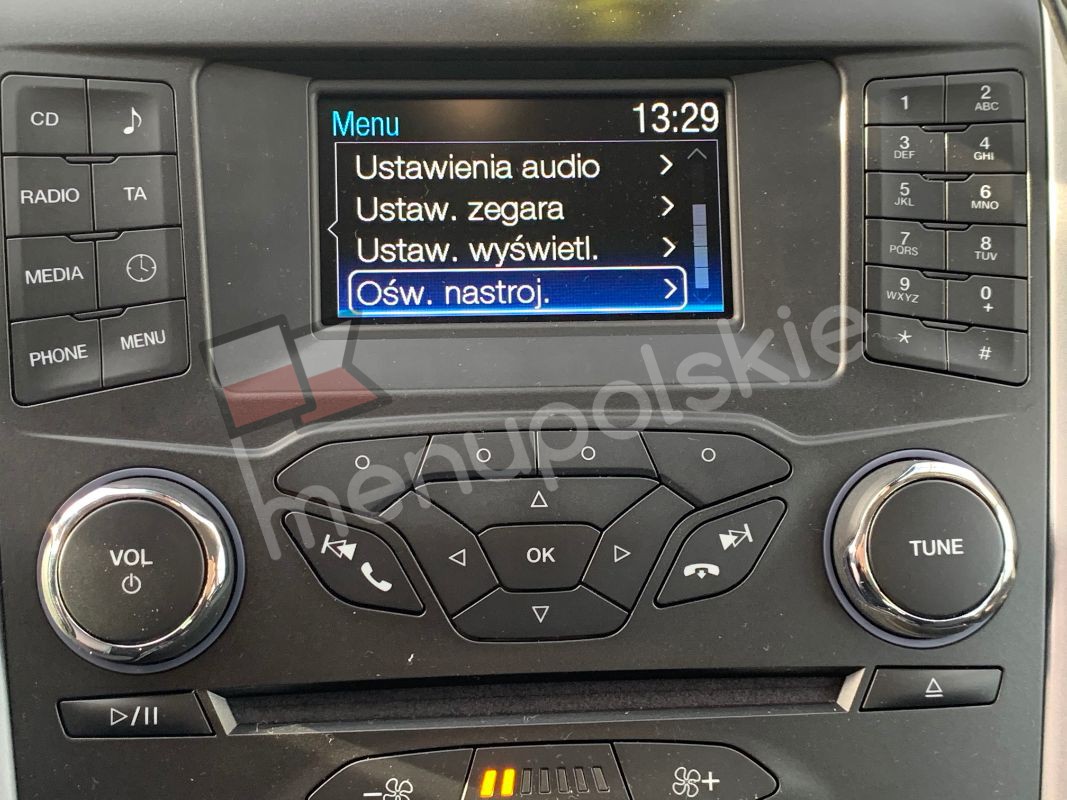 Menu 13:29
Ustawienia audio
Ustaw. zegara
Ustaw. wyświetl.
Ośw. nastroj.
CD
RADIO TA
MEDIA
PHONE MENU
1 2 ABC
3 DEF 4 GHI
5 JKL 6 MNO
7 PQRS 8 TUV
9 WXYZ 0 +
* #
menupolskie
OK
VOL
TUNE